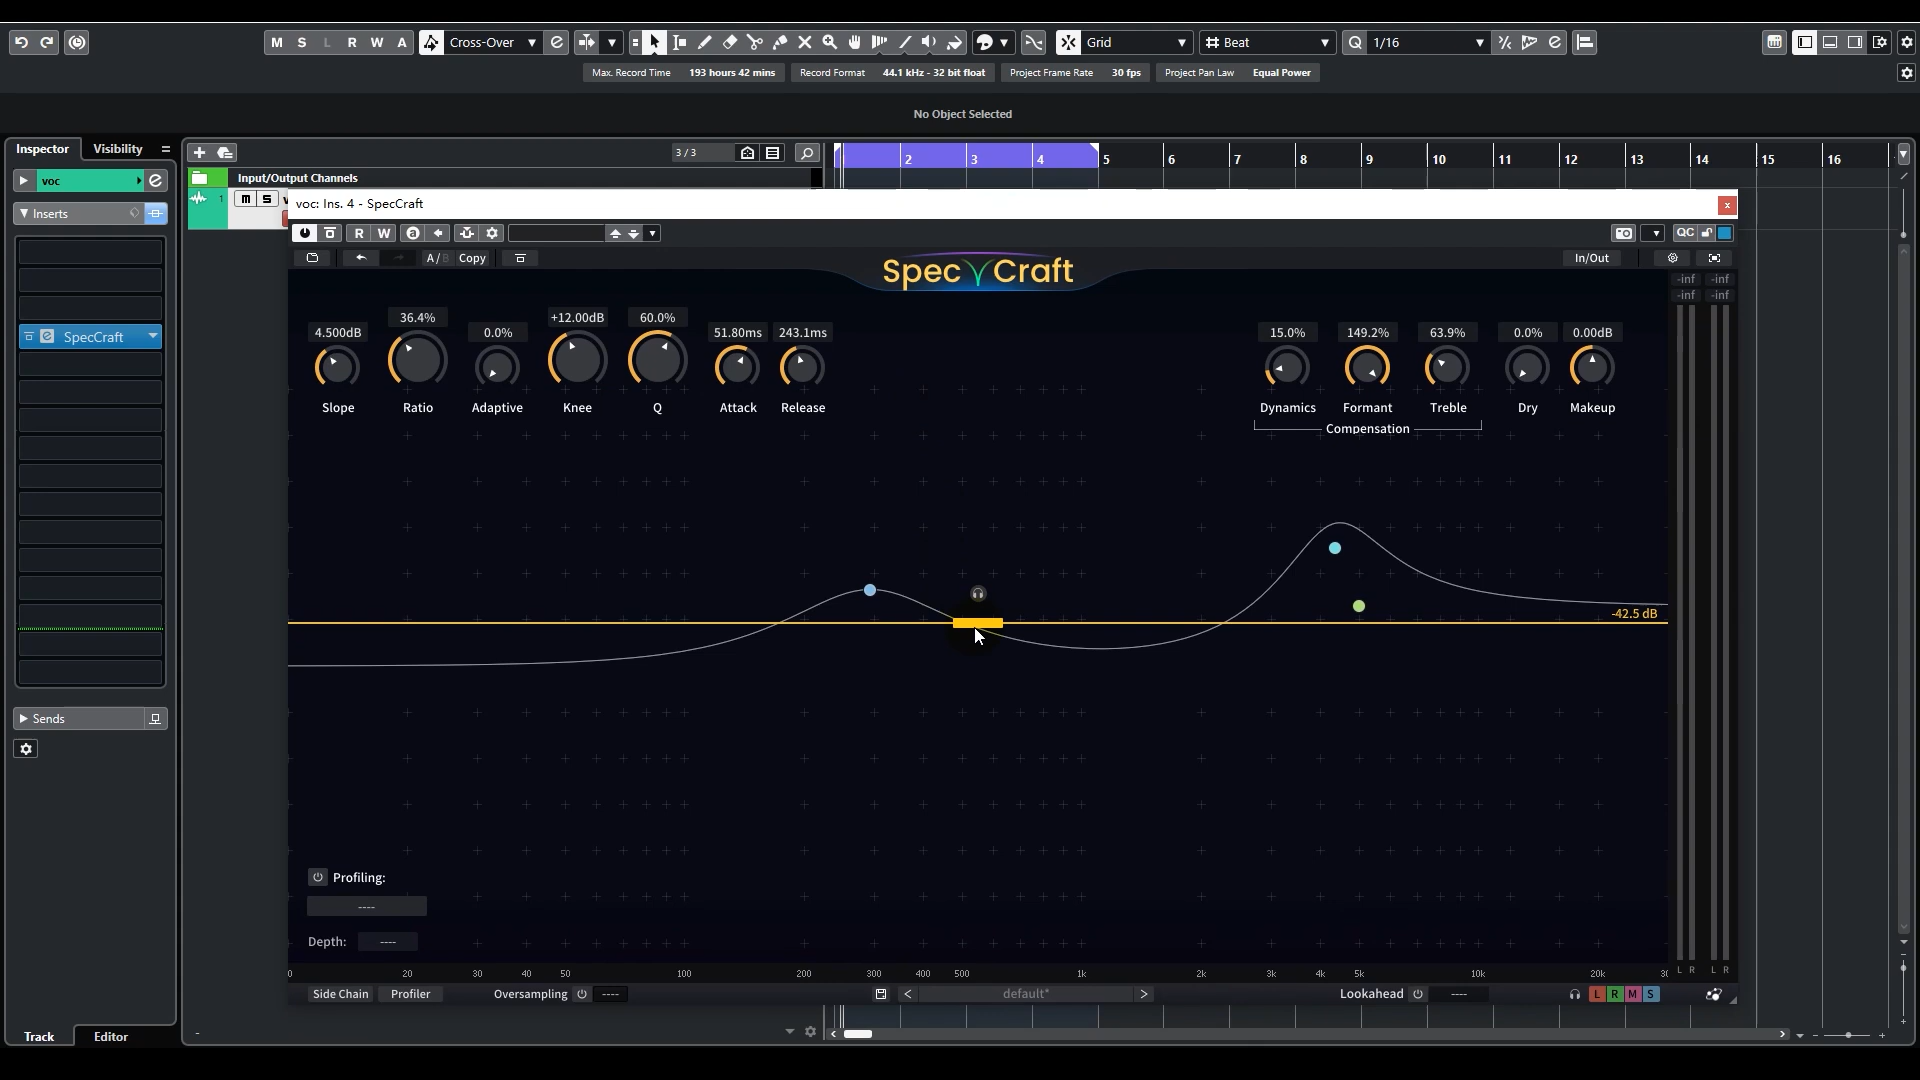 M S L R W A Cross-Over Grid Beat Q 1/16
Max. Record Time 193 hours 42 mins Record Format 44.1 kHz - 32 bit float Project Frame Rate 30 fps Project Pan Law Equal Power
No Object Selected
Inspector Visibility
3 / 3
2 3 4 5 6 7 8 9 10 11 12 13 14 15 16
voc
Input/Output Channels
1 m S
Inserts
voc: Ins. 4 - SpecCraft
R W QC
A/B Copy In/Out
Spec Craft
-inf -inf
-inf -inf
SpecCraft
4.500dB 36.4% 0.0% +12.00dB 60.0% 51.80ms 243.1ms
15.0% 149.2% 63.9% 0.0% 0.00dB
Slope Ratio Adaptive Knee Q Attack Release
Dynamics Formant Treble Dry Makeup
Compensation
-42.5 dB
Sends
Profiling:
----
Depth: ----
20 30 40 50 100 200 300 400 500 1k 2k 3k 4k 5k 10k 20k
L R L R
Side Chain Profiler Oversampling ---- < default* > Lookahead ---- L R M S
Track Editor